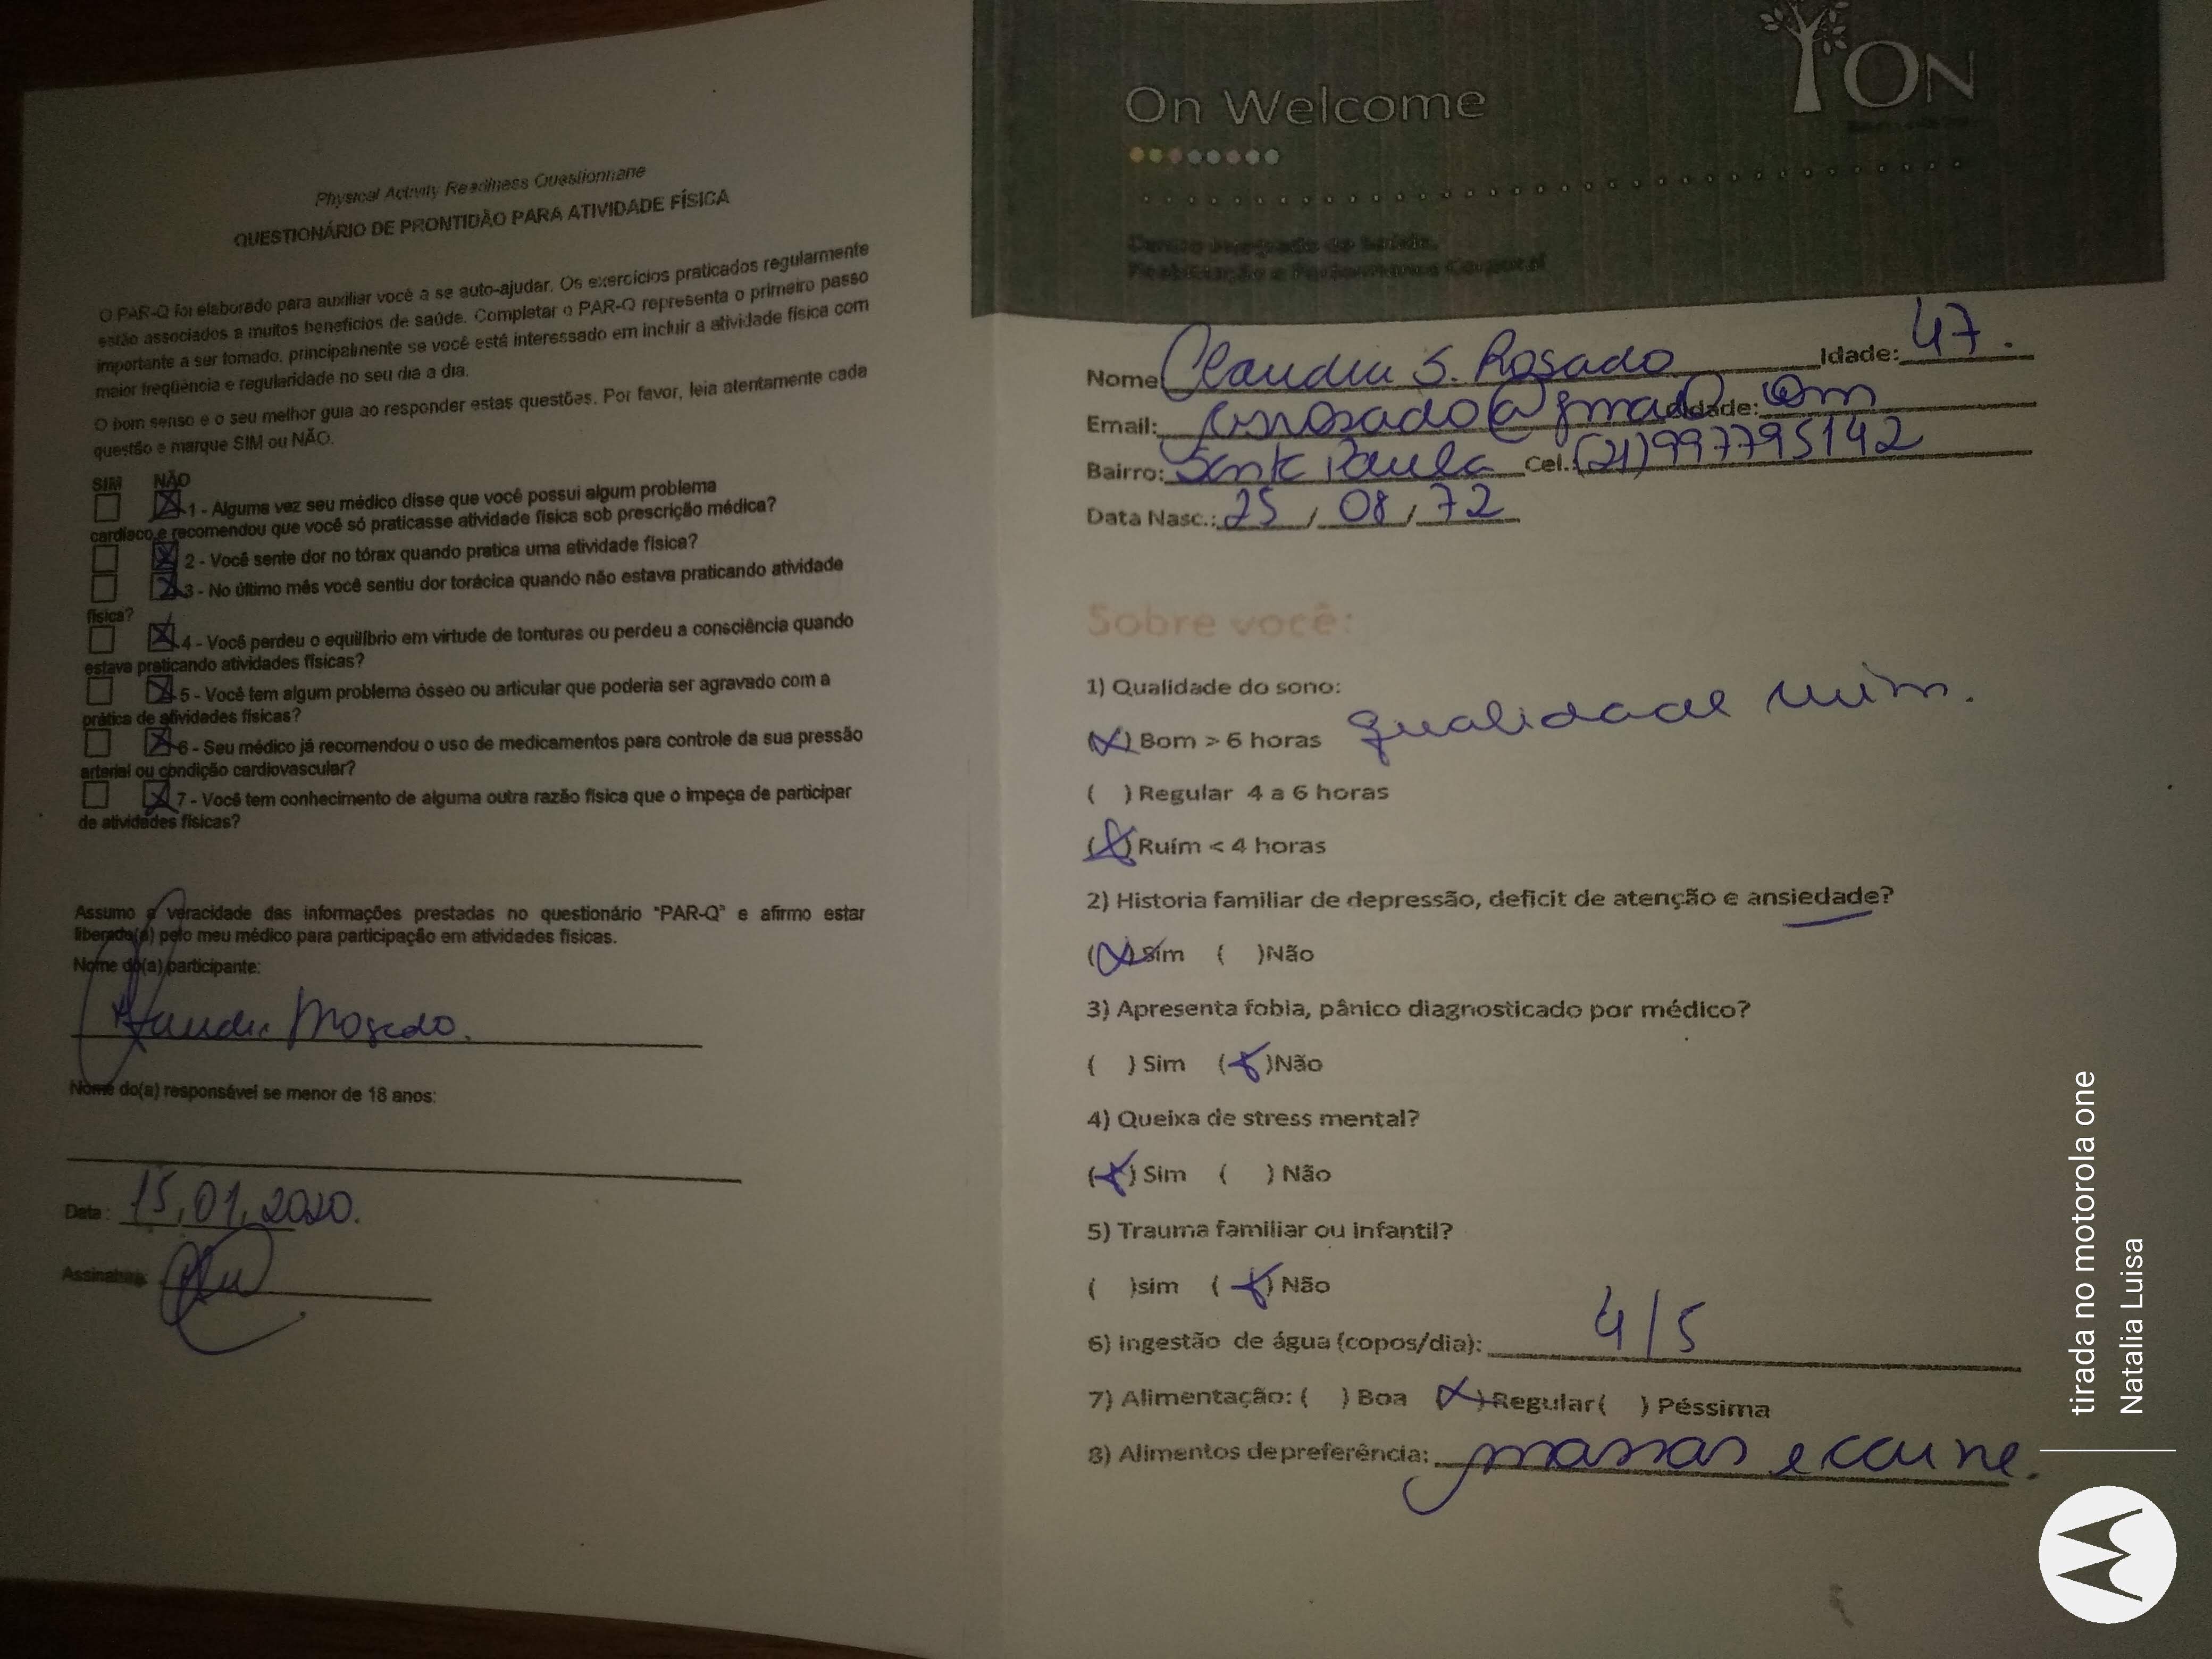 Physical Activity Readiness Questionnaire
QUESTIONÁRIO DE PRONTIDÃO PARA ATIVIDADE FÍSICA
O PAR-Q foi elaborado para auxiliar você a se auto-ajudar. Os exercícios praticados regularmente
estão associados a muitos benefícios de saúde. Completar o PAR-Q representa o primeiro passo
importante a ser tomado, principalmente se você está interessado em incluir a atividade física com
maior freqüência e regularidade no seu dia a dia.
O bom senso e o seu melhor guia ao responder estas questões. Por favor, leia atentamente cada
questão e marque SIM ou NÃO.
SIM NÃO
1 - Alguma vez seu médico disse que você possui algum problema
cardíaco e recomendou que você só praticasse atividade física sob prescrição médica?
2 - Você sente dor no tórax quando pratica uma atividade física?
3 - No último mês você sentiu dor torácica quando não estava praticando atividade
física?
4 - Você perdeu o equilíbrio em virtude de tonturas ou perdeu a consciência quando
estava praticando atividades físicas?
5 - Você tem algum problema ósseo ou articular que poderia ser agravado com a
prática de atividades físicas?
6 - Seu médico já recomendou o uso de medicamentos para controle da sua pressão
arterial ou condição cardiovascular?
7 - Você tem conhecimento de alguma outra razão física que o impeça de participar
de atividades físicas?
Assumo a veracidade das informações prestadas no questionário "PAR-Q" e afirmo estar
liberado(a) pelo meu médico para participação em atividades físicas.
Nome do(a) participante:
Nome do(a) responsável se menor de 18 anos:
Data: 15,01,2020.
Assinatura
On Welcome
ON
Nome Claudia S. Rosado Idade: 47.
Email: Cmosado@gmail.com Idade:
Bairro: Cel.: (21)997795142
Data Nasc.: 25, 08, 72
Sobre você:
1) Qualidade do sono:
(x) Bom > 6 horas qualidade ruim.
( ) Regular 4 a 6 horas
(x) Ruim < 4 horas
2) Historia familiar de depressão, deficit de atenção e ansiedade?
(x) sim ( )Não
3) Apresenta fobia, pânico diagnosticado por médico?
( ) Sim (x)Não
4) Queixa de stress mental?
(x) Sim ( ) Não
5) Trauma familiar ou infantil?
( )sim (x) Não
6) Ingestão de água (copos/dia): 4/5
7) Alimentação: ( ) Boa (x) Regular ( ) Péssima
8) Alimentos de preferência: massas e carne.
tirada no motorola one
Natalia Luisa